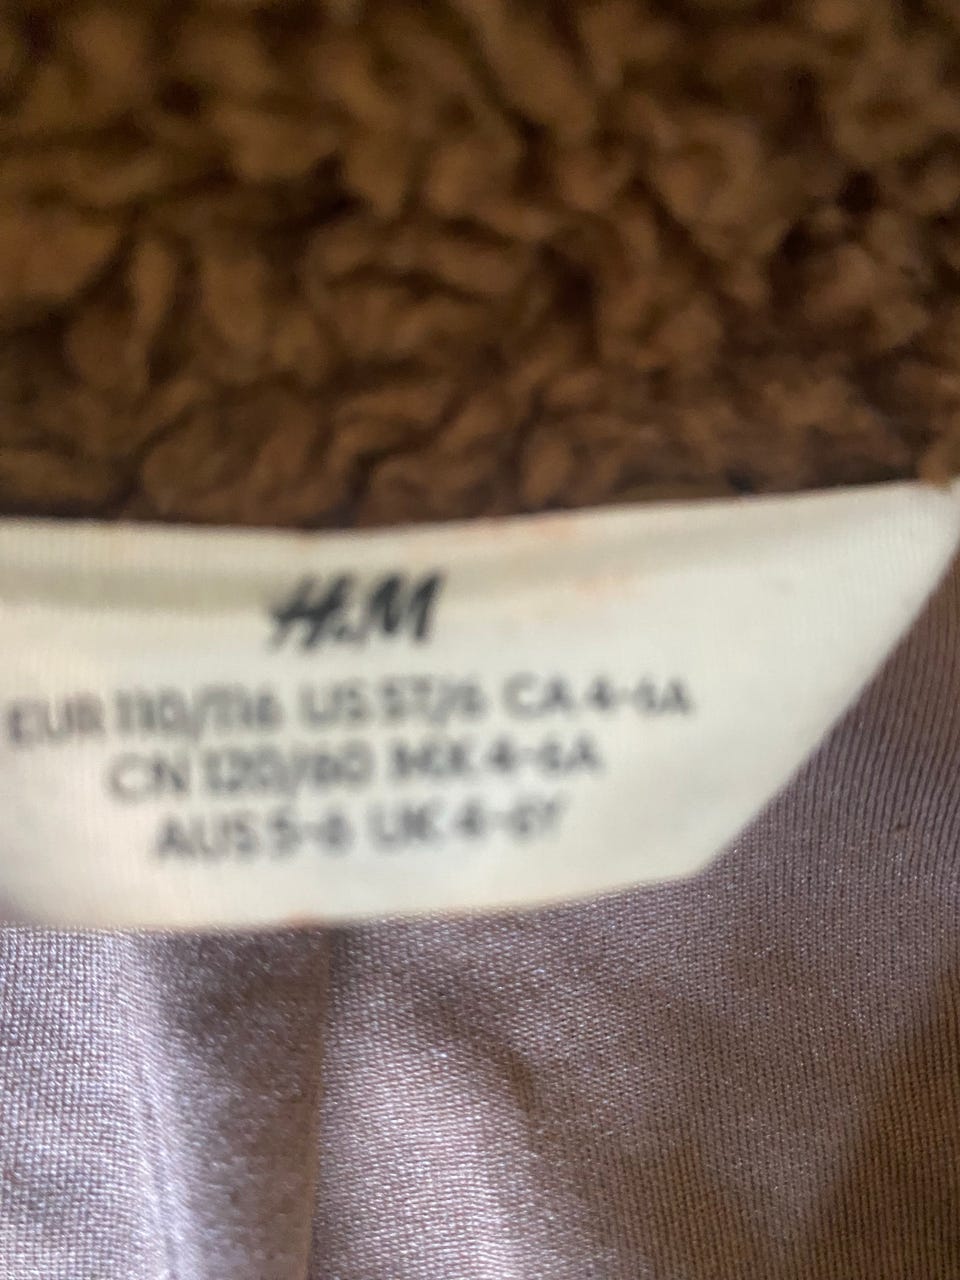 H&M
EUR 110/116 US 5T/6 CA 4-6A
CN 120/60 MX 4-6A
AUS 5-6 UK 4-6Y